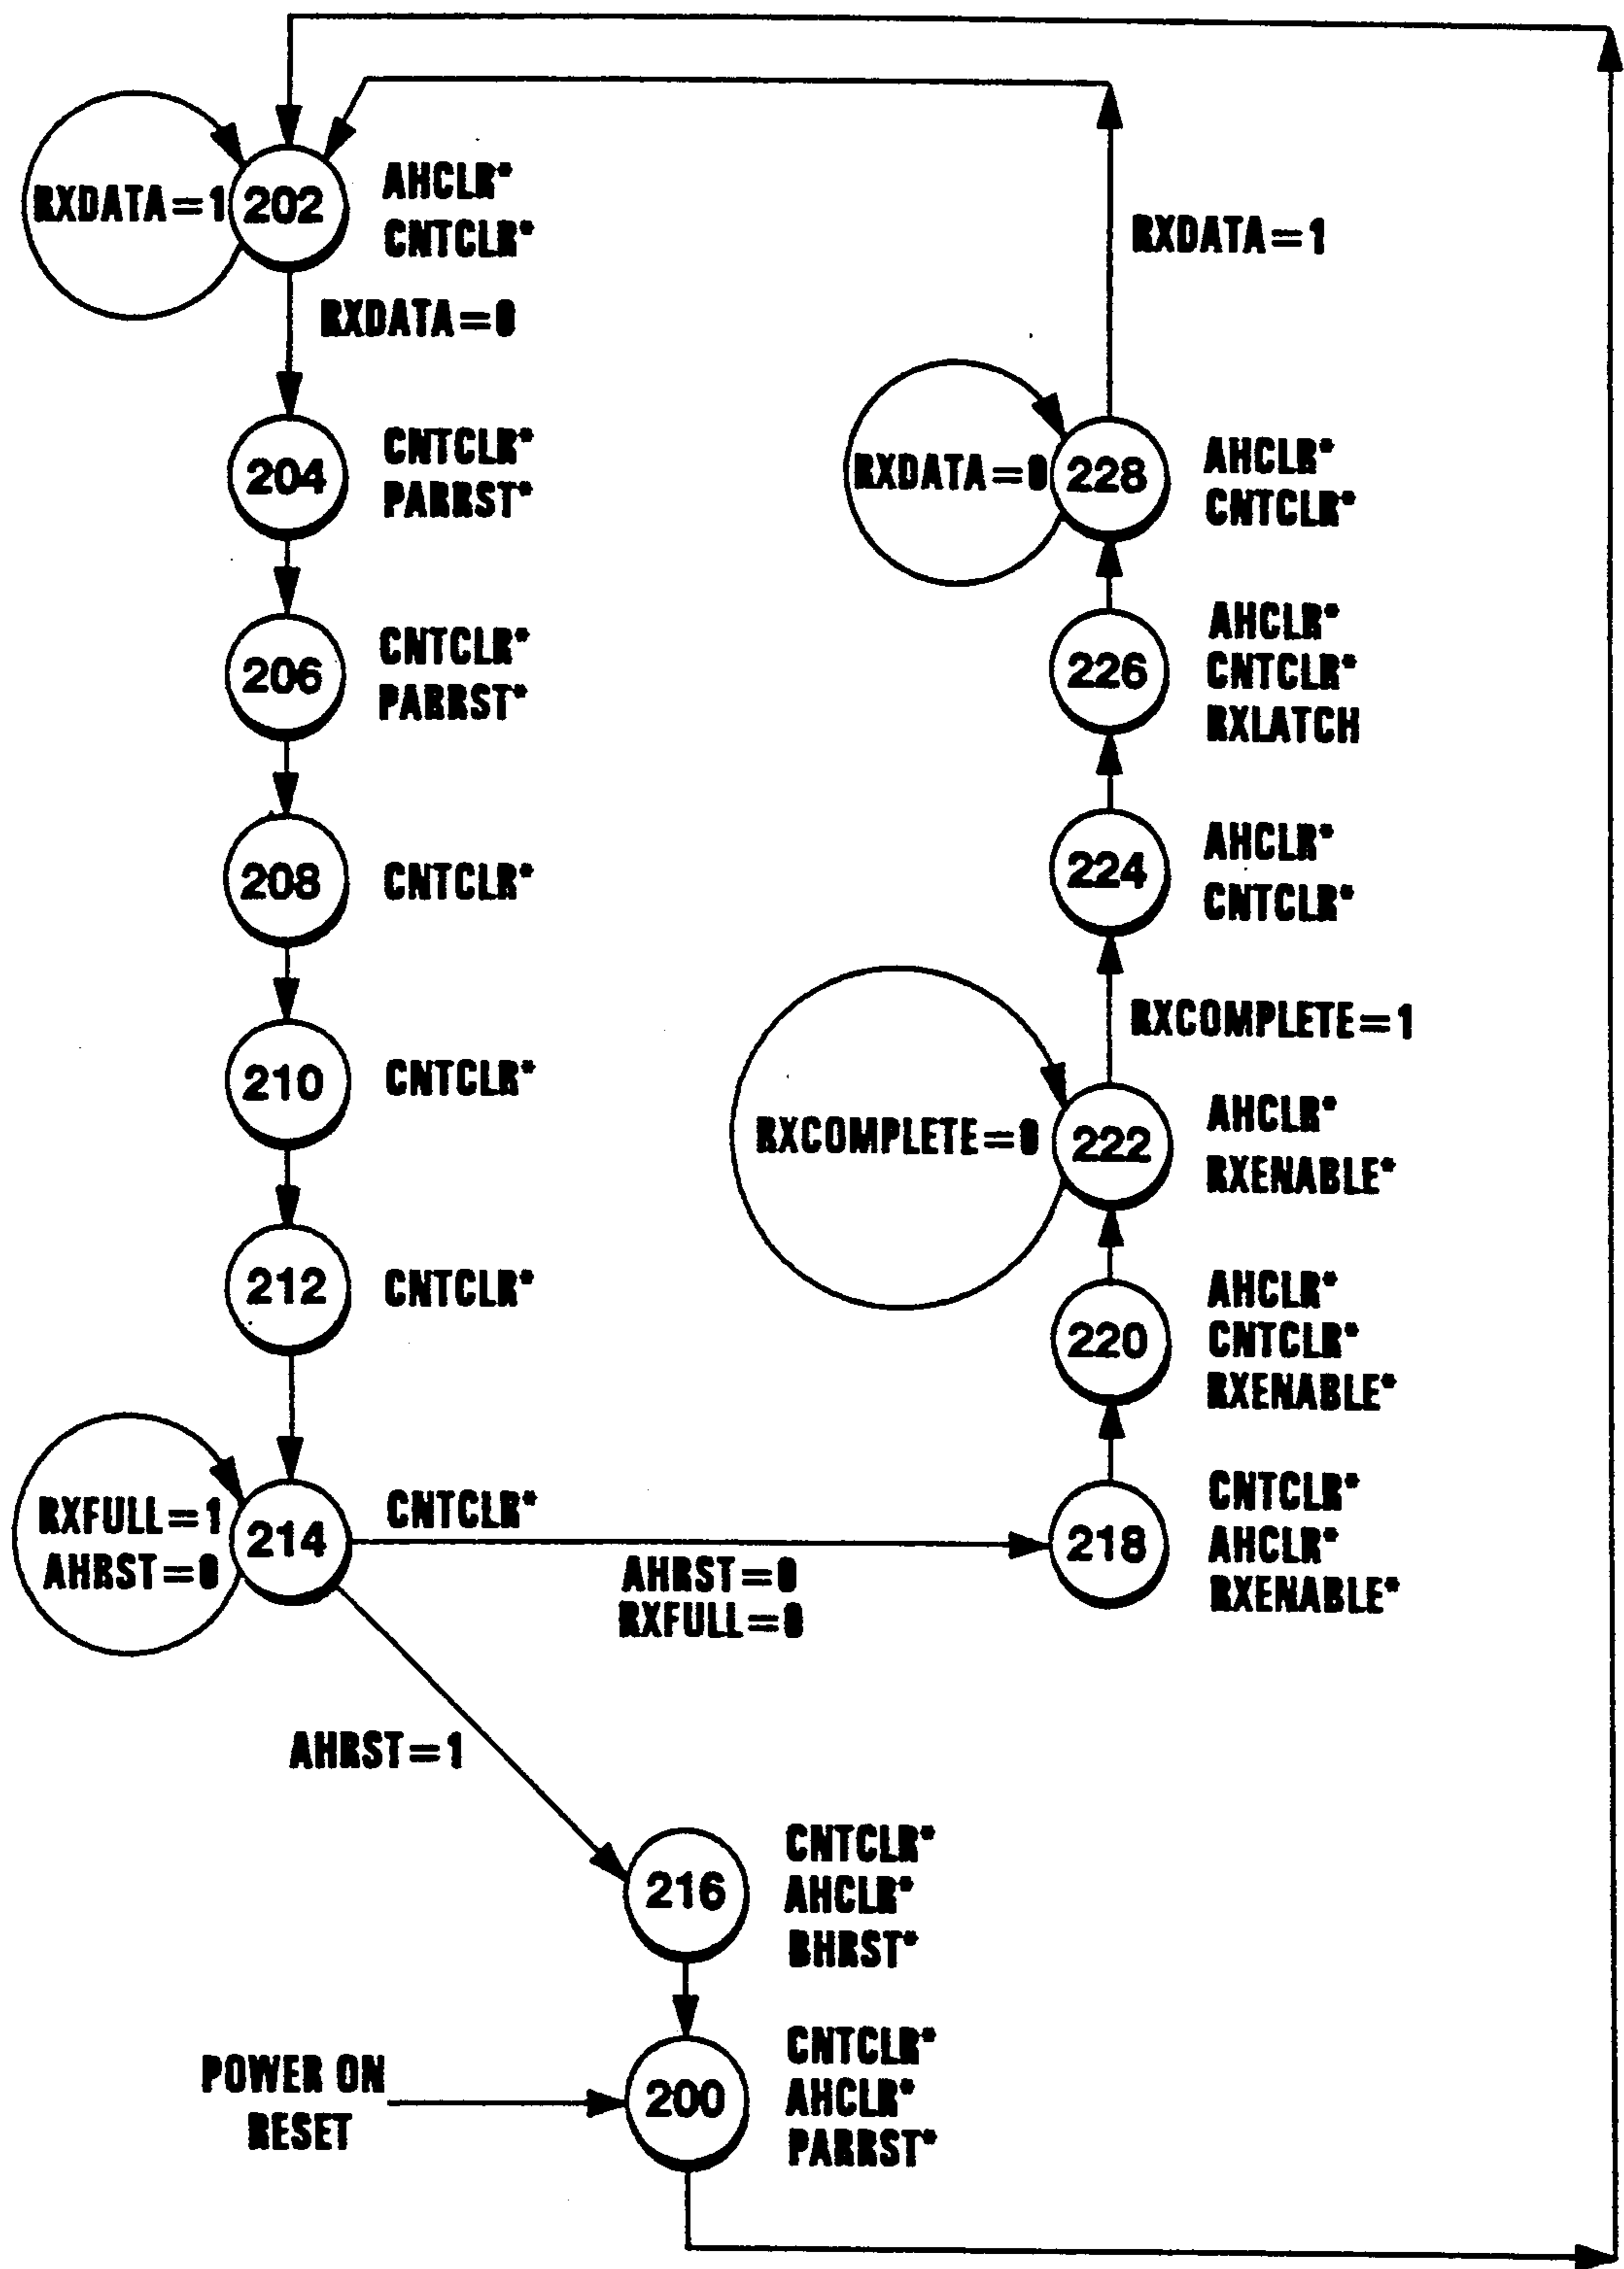 RXDATA=1
202
AHCLR*
CNTCLR*
RXDATA=0
204
CNTCLR*
PARRST*
206
CNTCLR*
PARRST*
208
CNTCLR*
210
CNTCLR*
212
CNTCLR*
RXFULL=1
AHRST=0
214
CNTCLR*
AHRST=0
RXFULL=0
AHRST=1
216
CNTCLR*
AHCLR*
BHRST*
POWER ON
RESET
200
CNTCLR*
AHCLR*
PARRST*
RXDATA=1
RXDATA=0
228
AHCLR*
CNTCLR*
226
AHCLR*
CNTCLR*
RXLATCH
224
AHCLR*
CNTCLR*
RXCOMPLETE=1
RXCOMPLETE=0
222
AHCLR*
RXENABLE*
220
AHCLR*
CNTCLR*
RXENABLE*
218
CNTCLR*
AHCLR*
RXENABLE*